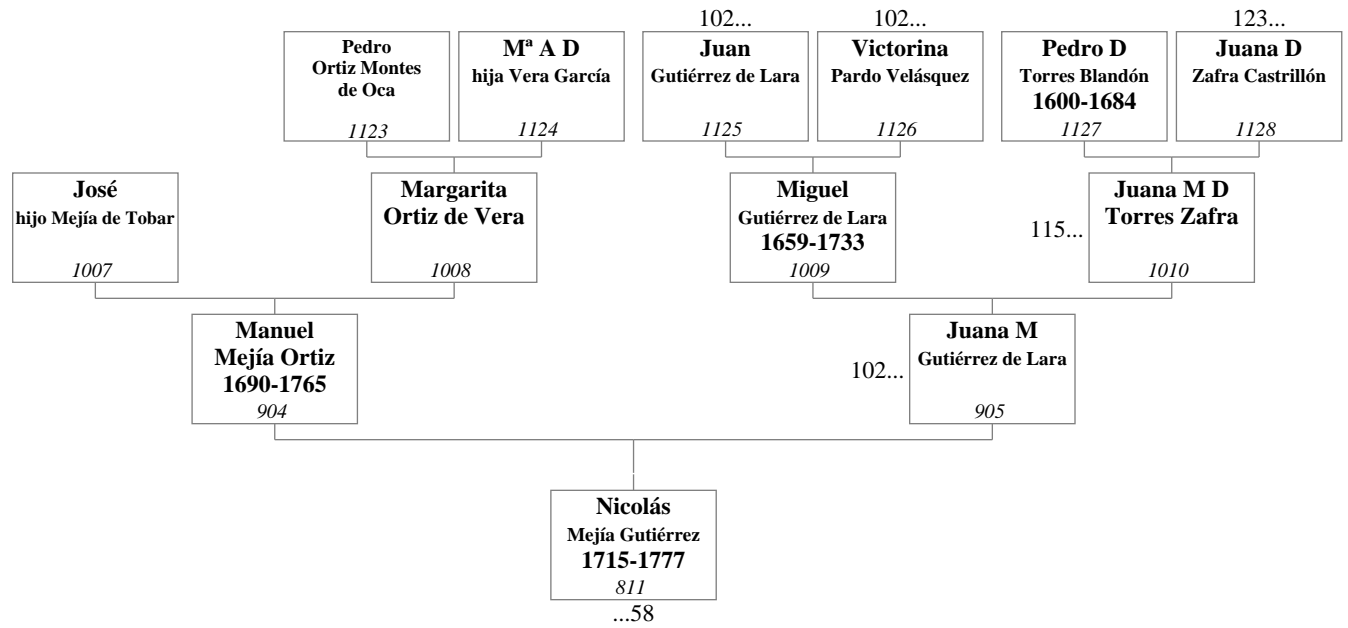 102...
102...
123...
Pedro
Ortiz Montes
de Oca
1123
Mª A D
hija Vera García
1124
Juan
Gutiérrez de Lara
1125
Victorina
Pardo Velásquez
1126
Pedro D
Torres Blandón
1600-1684
1127
Juana D
Zafra Castrillón
1128
José
hijo Mejía de Tobar
1007
Margarita
Ortiz de Vera
1008
Miguel
Gutiérrez de Lara
1659-1733
1009
115...
Juana M D
Torres Zafra
1010
Manuel
Mejía Ortiz
1690-1765
904
102...
Juana M
Gutiérrez de Lara
905
Nicolás
Mejía Gutiérrez
1715-1777
811
...58